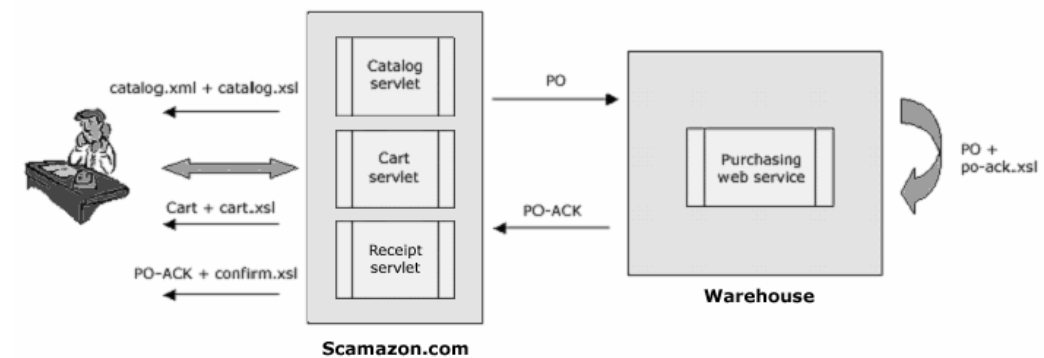 catalog.xml + catalog.xsl
Cart + cart.xsl
PO-ACK + confirm.xsl
Catalog
servlet
Cart
servlet
Receipt
servlet
Scamazon.com
PO
PO-ACK
Purchasing
web service
Warehouse
PO +
po-ack.xsl